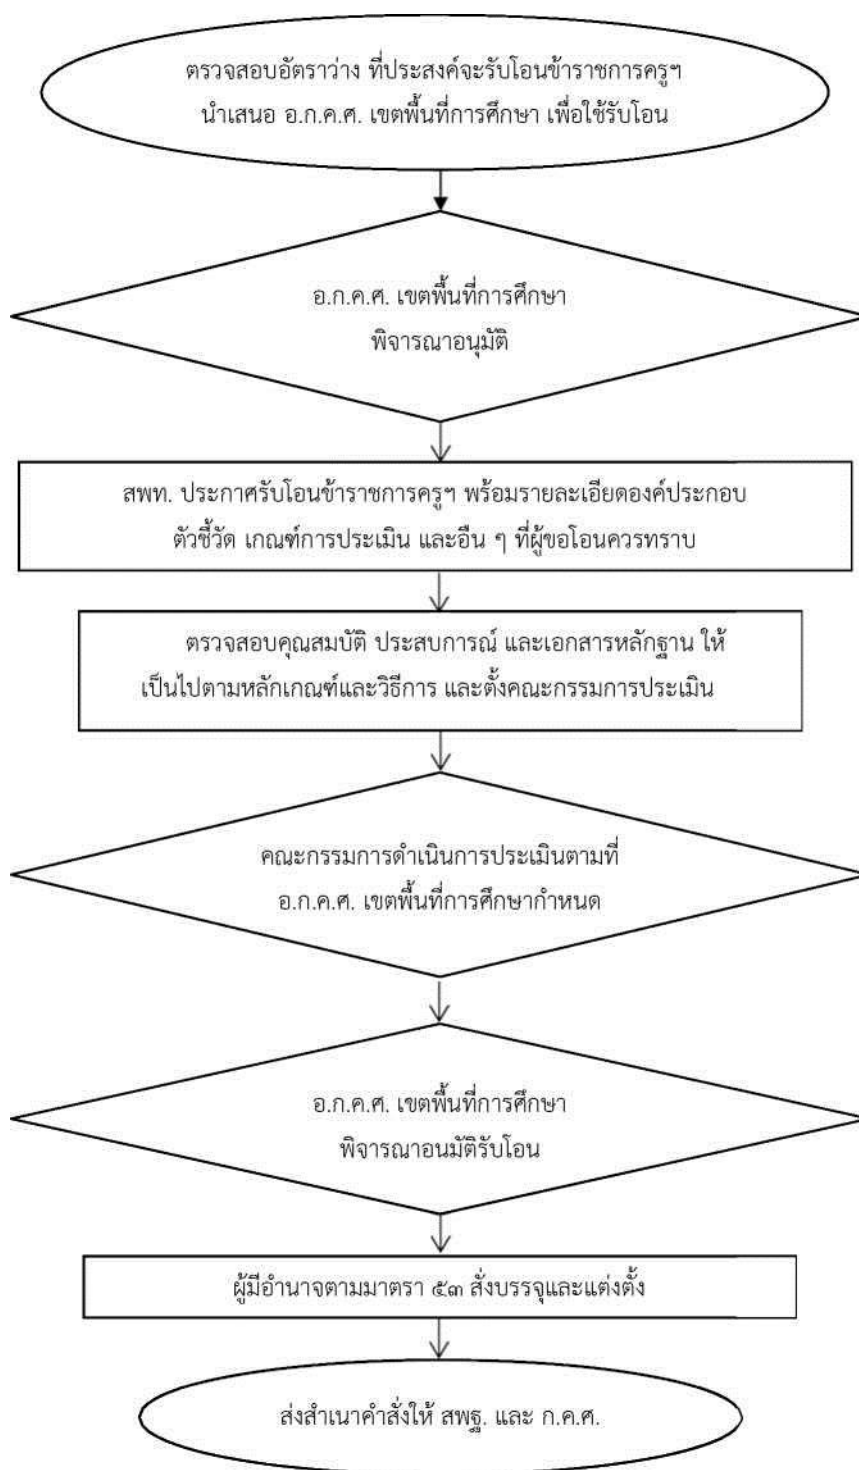 ตรวจสอบอัตราว่าง ที่ประสงค์จะรับโอนข้าราชการครูฯ
นำเสนอ อ.ก.ค.ศ. เขตพื้นที่การศึกษา เพื่อใช้รับโอน
อ.ก.ค.ศ. เขตพื้นที่การศึกษา
พิจารณาอนุมัติ
สพท. ประกาศรับโอนข้าราชการครูฯ พร้อมรายละเอียดองค์ประกอบ
ตัวชี้วัด เกณฑ์การประเมิน และอื่น ๆ ที่ผู้ขอโอนควรทราบ
ตรวจสอบคุณสมบัติ ประสบการณ์ และเอกสารหลักฐาน ให้
เป็นไปตามหลักเกณฑ์และวิธีการ และตั้งคณะกรรมการประเมิน
คณะกรรมการดำเนินการประเมินตามที่
อ.ก.ค.ศ. เขตพื้นที่การศึกษากำหนด
อ.ก.ค.ศ. เขตพื้นที่การศึกษา
พิจารณาอนมัติรับโอน
ผู้มีอำนาจตามมาตรา ๕๓ สั่งบรรจุและแต่งตั้ง
ส่งสำเนาคำสั่งให้ สพฐ. และ ก.ค.ศ.